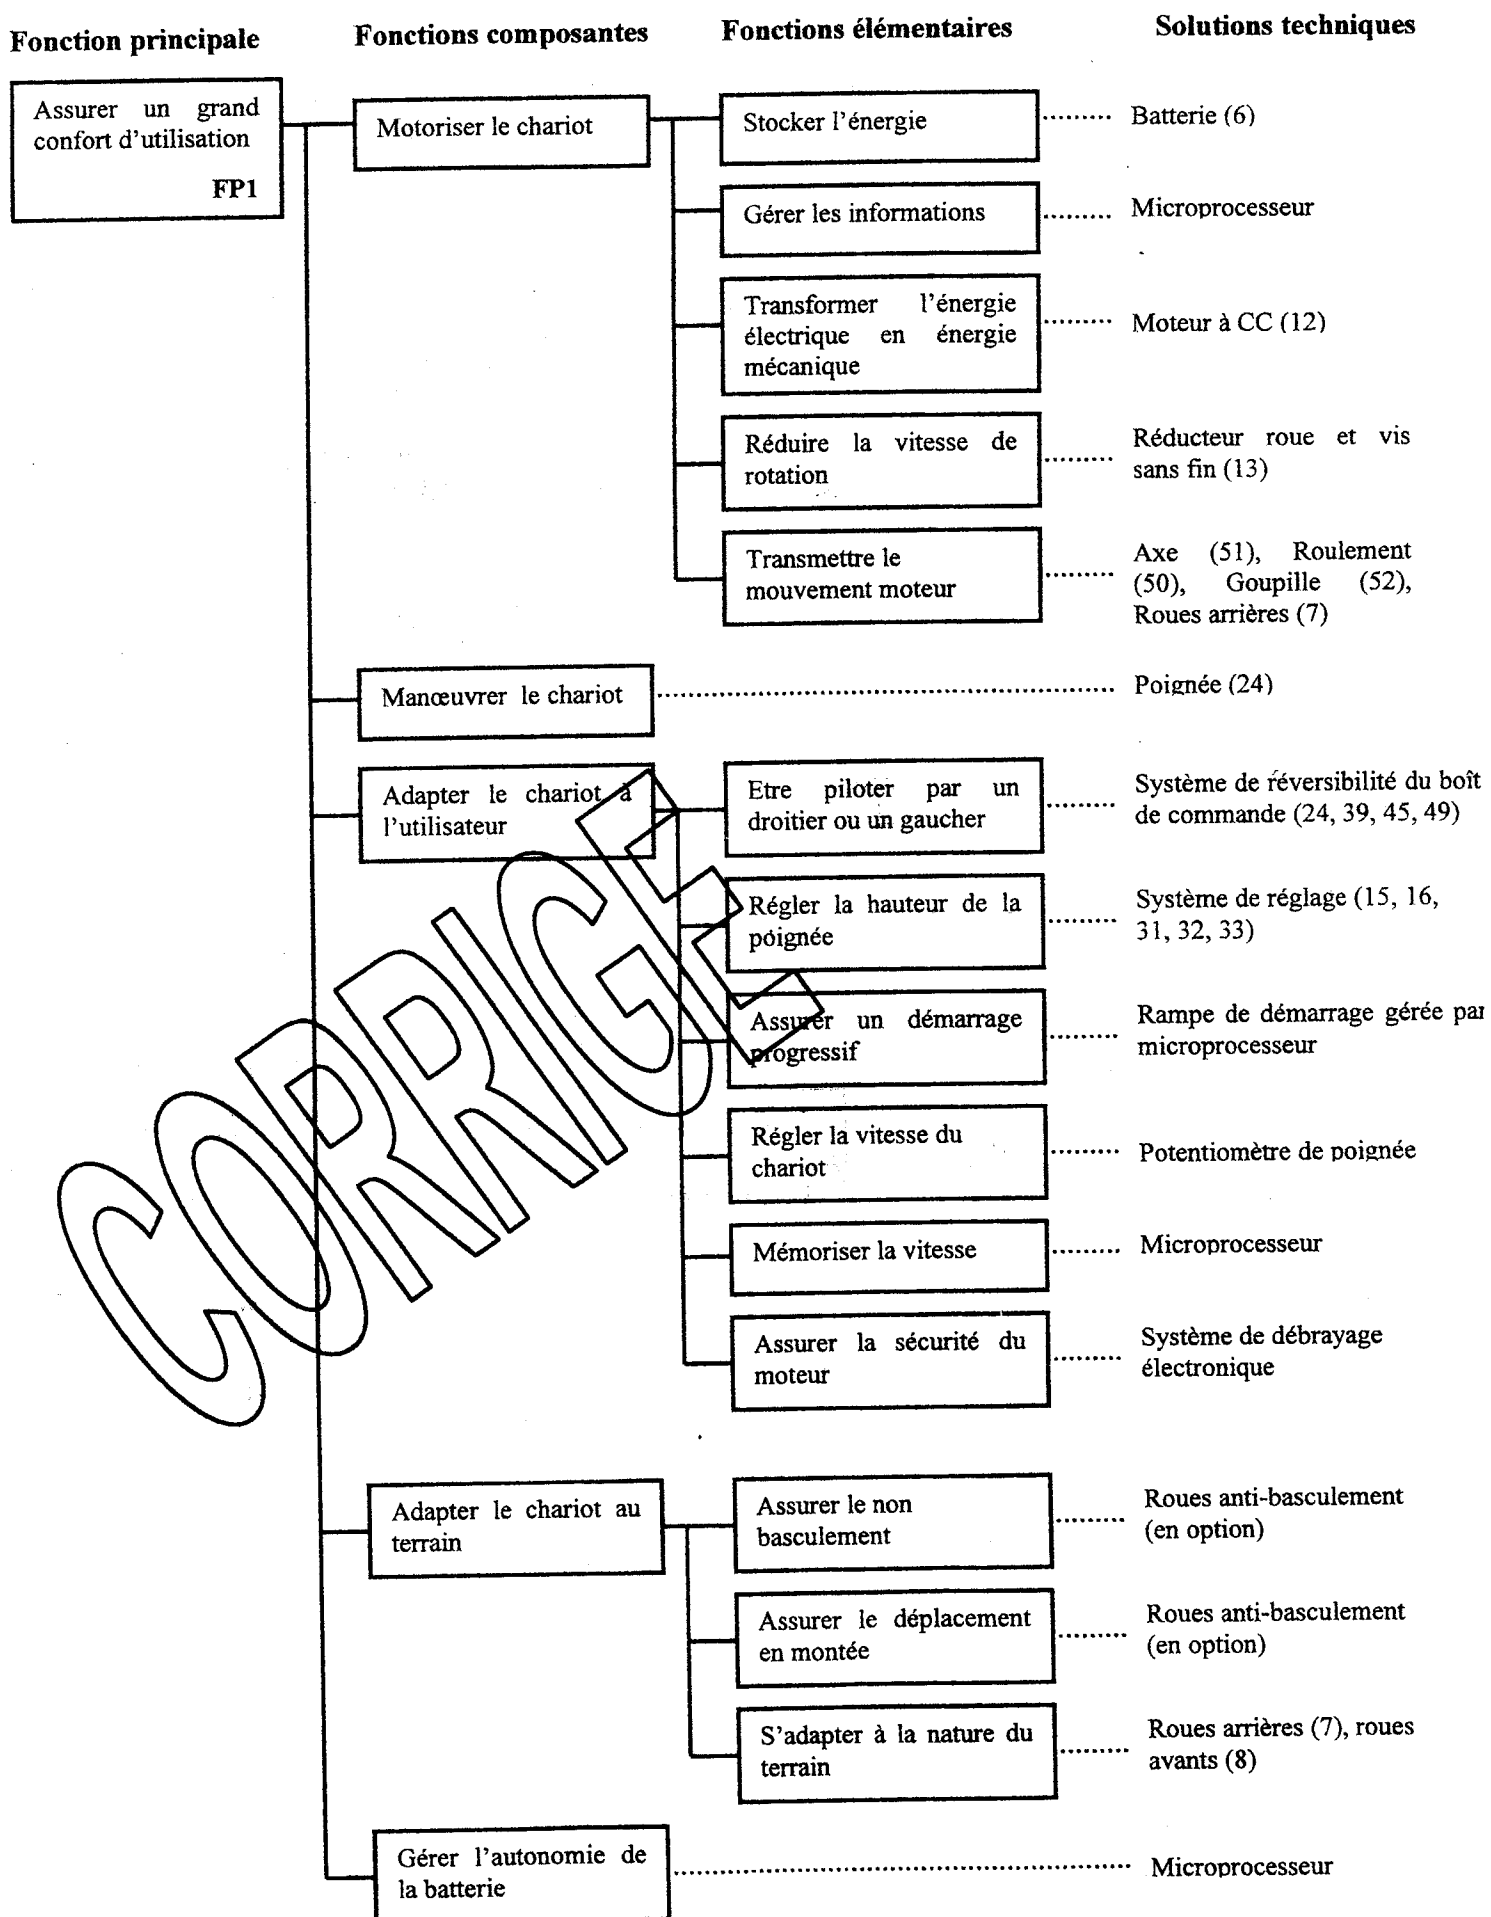 Fonction principale
Fonctions composantes
Fonctions élémentaires
Solutions techniques
Assurer un grand
confort d'utilisation
FP1
Motoriser le chariot
Stocker l'énergie
Batterie (6)
Gérer les informations
Microprocesseur
Transformer l'énergie
électrique en énergie
mécanique
Moteur à CC (12)
Réduire la vitesse de
rotation
Réducteur roue et vis
sans fin (13)
Transmettre le
mouvement moteur
Axe (51), Roulement
(50), Goupille (52),
Roues arrières (7)
Manœuvrer le chariot
Poignée (24)
Adapter le chariot à
l'utilisateur
Etre piloter par un
droitier ou un gaucher
Système de réversibilité du boît
de commande (24, 39, 45, 49)
Régler la hauteur de la
poignée
Système de réglage (15, 16,
31, 32, 33)
Assurer un démarrage
progressif
Rampe de démarrage gérée par
microprocesseur
Régler la vitesse du
chariot
Potentiomètre de poignée
Mémoriser la vitesse
Microprocesseur
Assurer la sécurité du
moteur
Système de débrayage
électronique
CORRIGE
Adapter le chariot au
terrain
Assurer le non
basculement
Roues anti-basculement
(en option)
Assurer le déplacement
en montée
Roues anti-basculement
(en option)
S'adapter à la nature du
terrain
Roues arrières (7), roues
avants (8)
Gérer l'autonomie de
la batterie
Microprocesseur